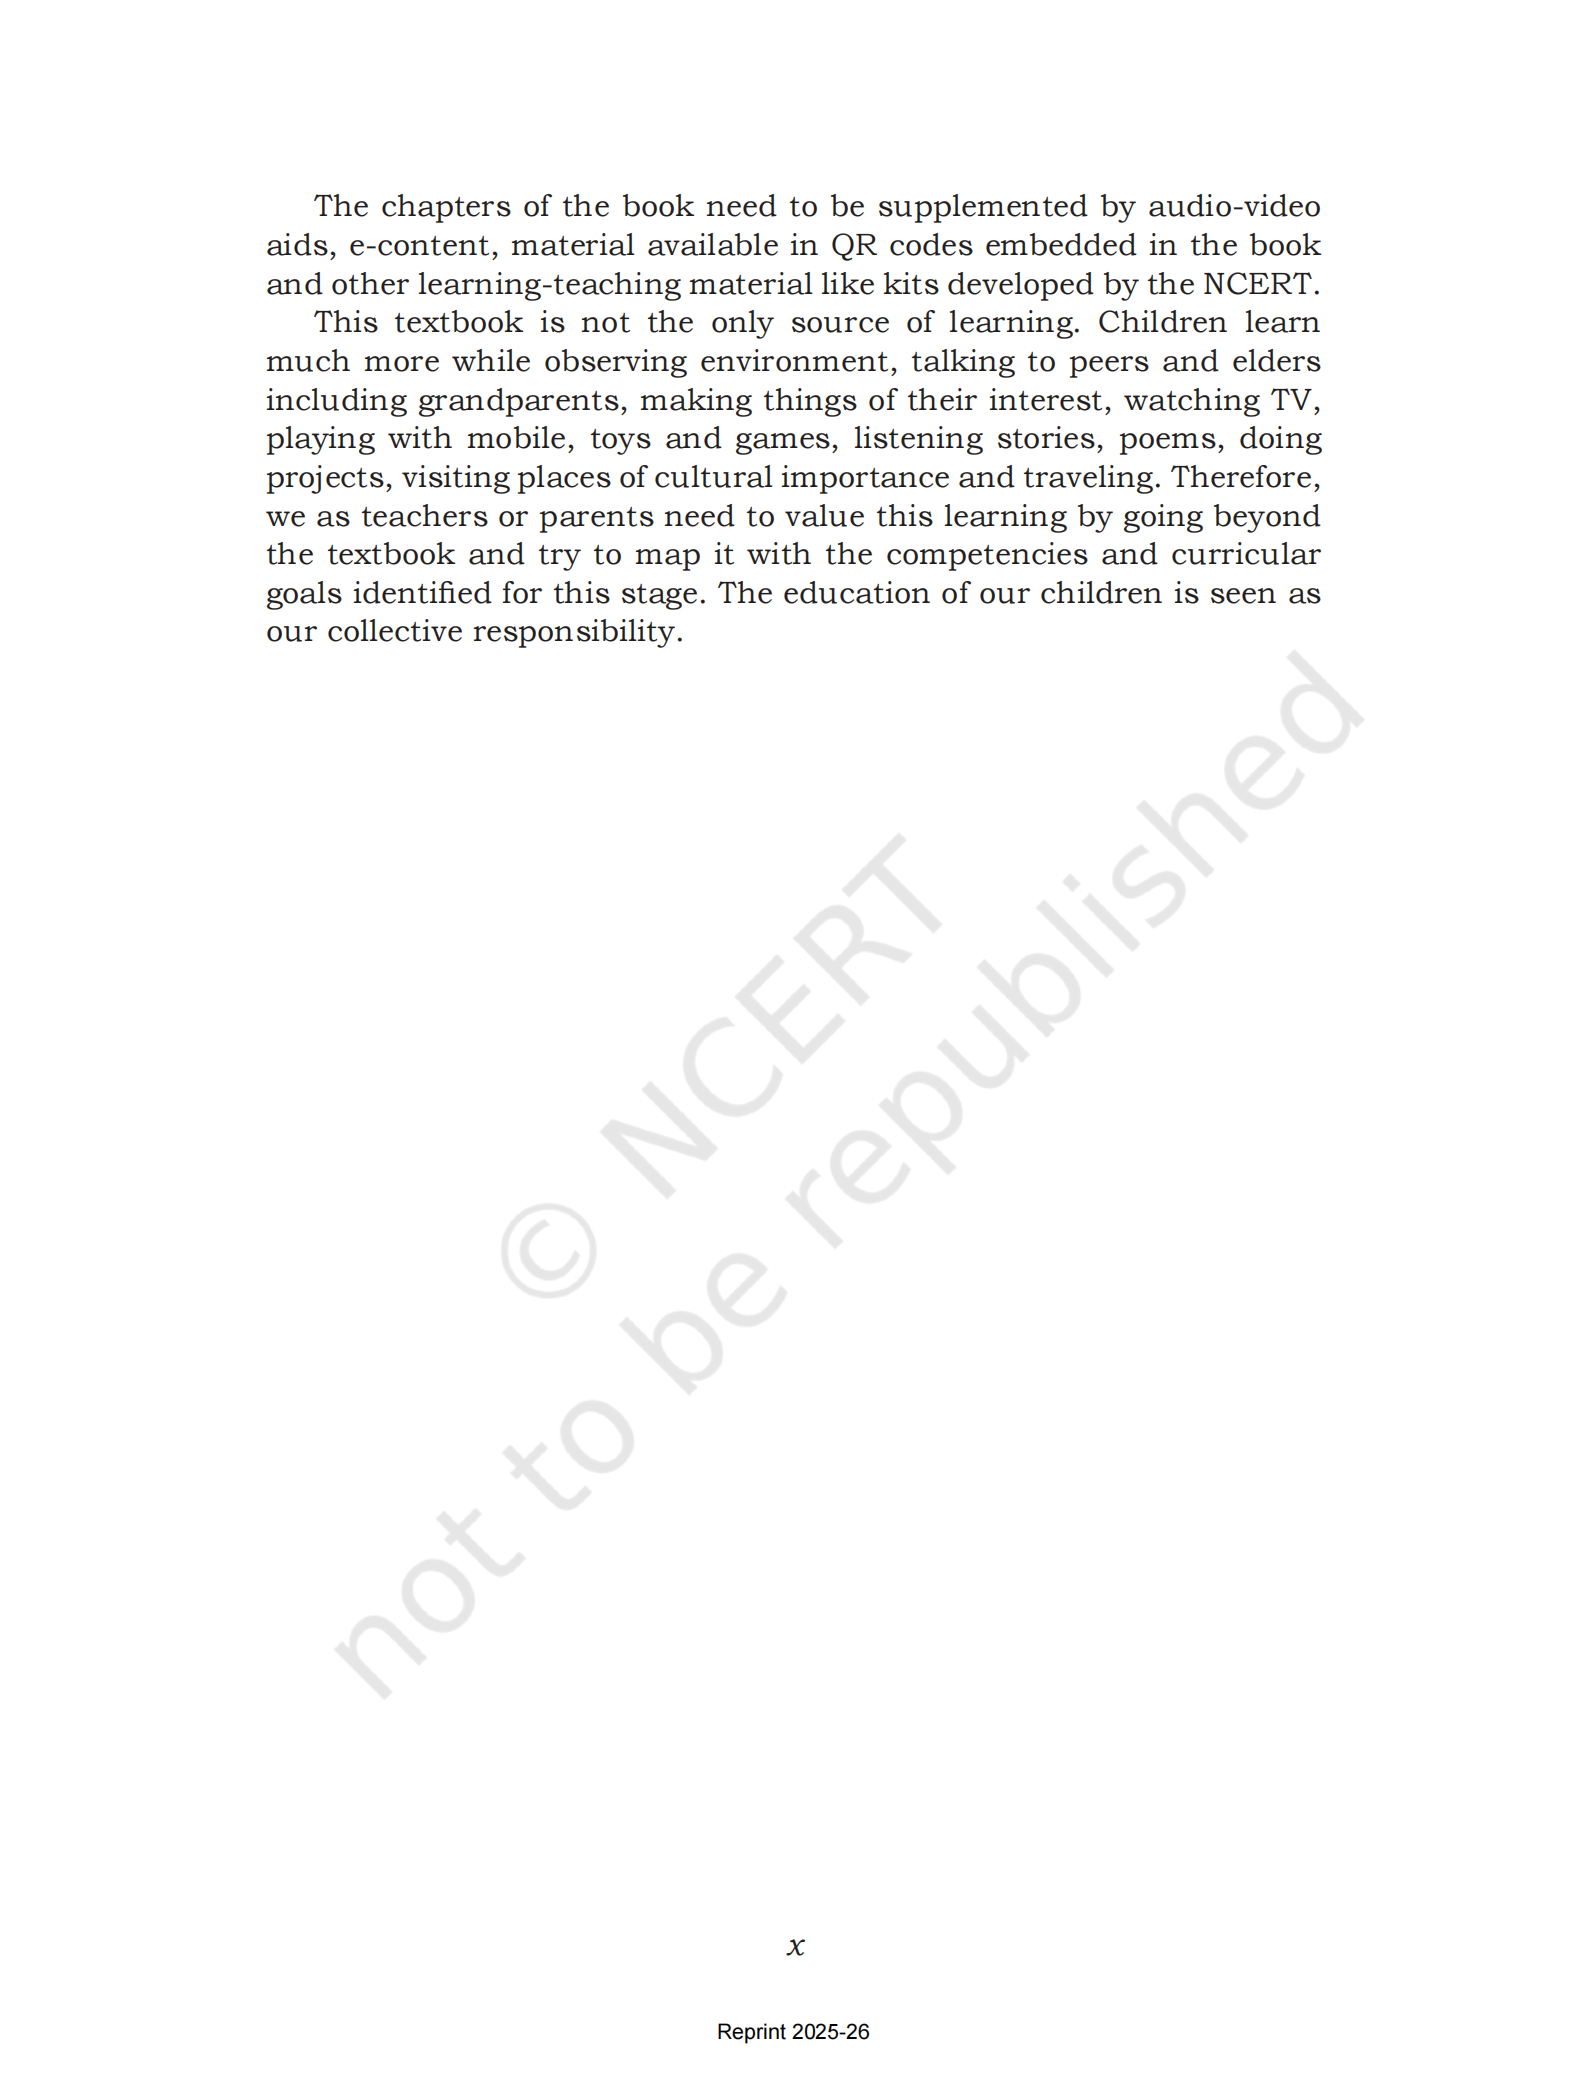 The chapters of the book need to be supplemented by audio-video
aids, e-content, material available in QR codes embedded in the book
and other learning-teaching material like kits developed by the NCERT.
This textbook is not the only source of learning. Children learn
much more while observing environment, talking to peers and elders
including grandparents, making things of their interest, watching TV,
playing with mobile, toys and games, listening stories, poems, doing
projects, visiting places of cultural importance and traveling. Therefore,
we as teachers or parents need to value this learning by going beyond
the textbook and try to map it with the competencies and curricular
goals identified for this stage. The education of our children is seen as
our collective responsibility.
© NCERT
not to be republished
x
Reprint 2025-26